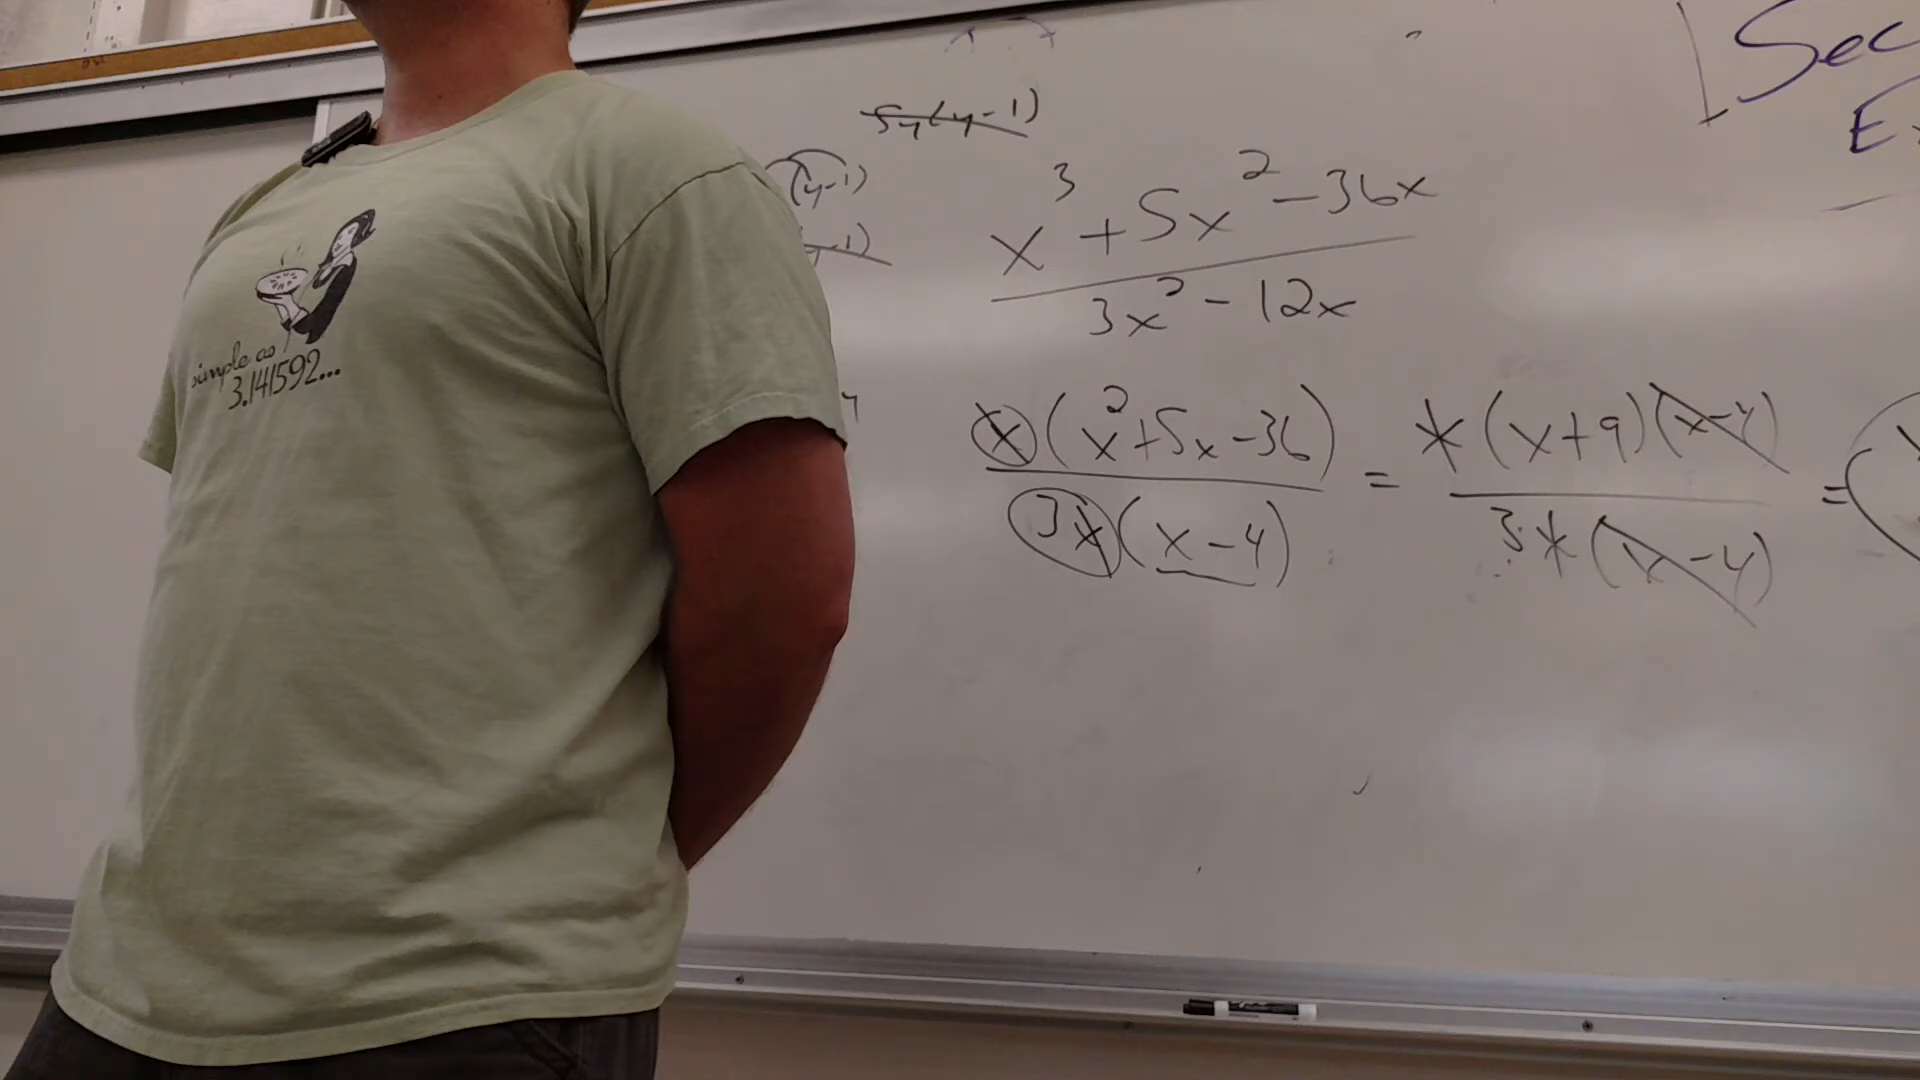 Sec
5y(y-1)
(y-1)
x³ + 5x² - 36x
3x² - 12x
simple as
3.141592...
x(x²+5x-36) = x(x+9)(x-4) =
3x(x-4) 3·x(x-4)